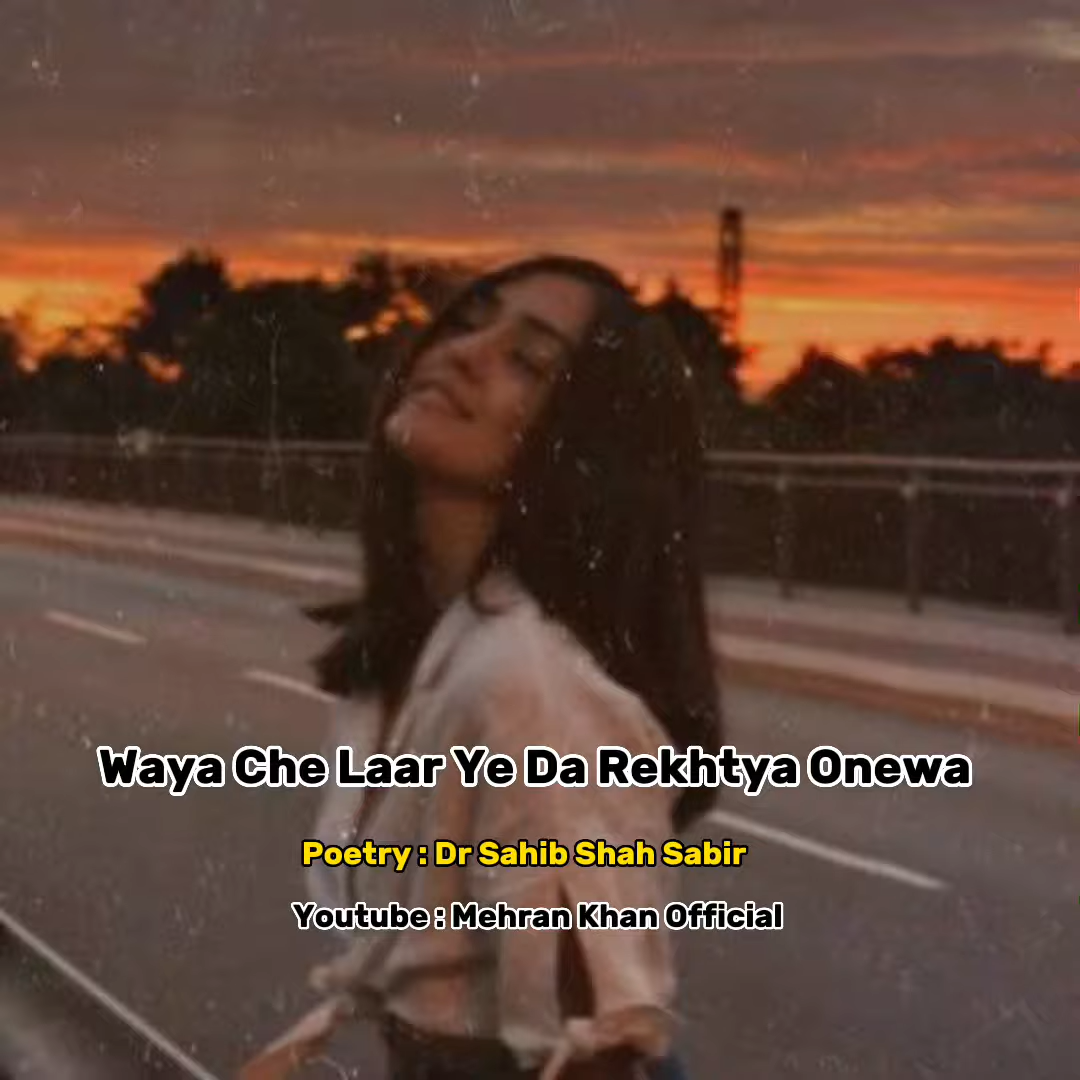 Waya Che Laar Ye Da Rekhtya Onewa
Poetry : Dr Sahib Shah Sabir
Youtube : Mehran Khan Official